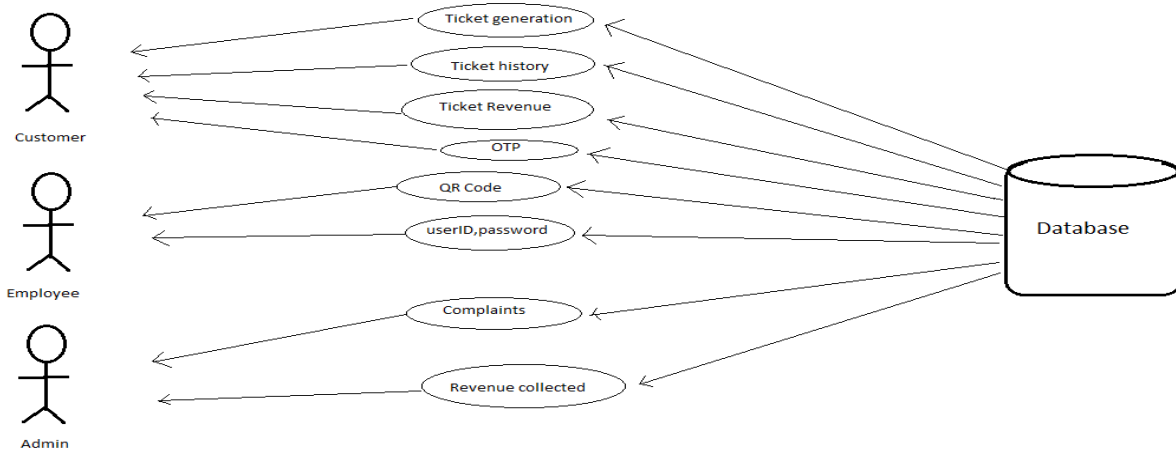 Ticket generation
Ticket history
Ticket Revenue
Customer
OTP
QR Code
userID,password
Database
Employee
Complaints
Revenue collected
Admin